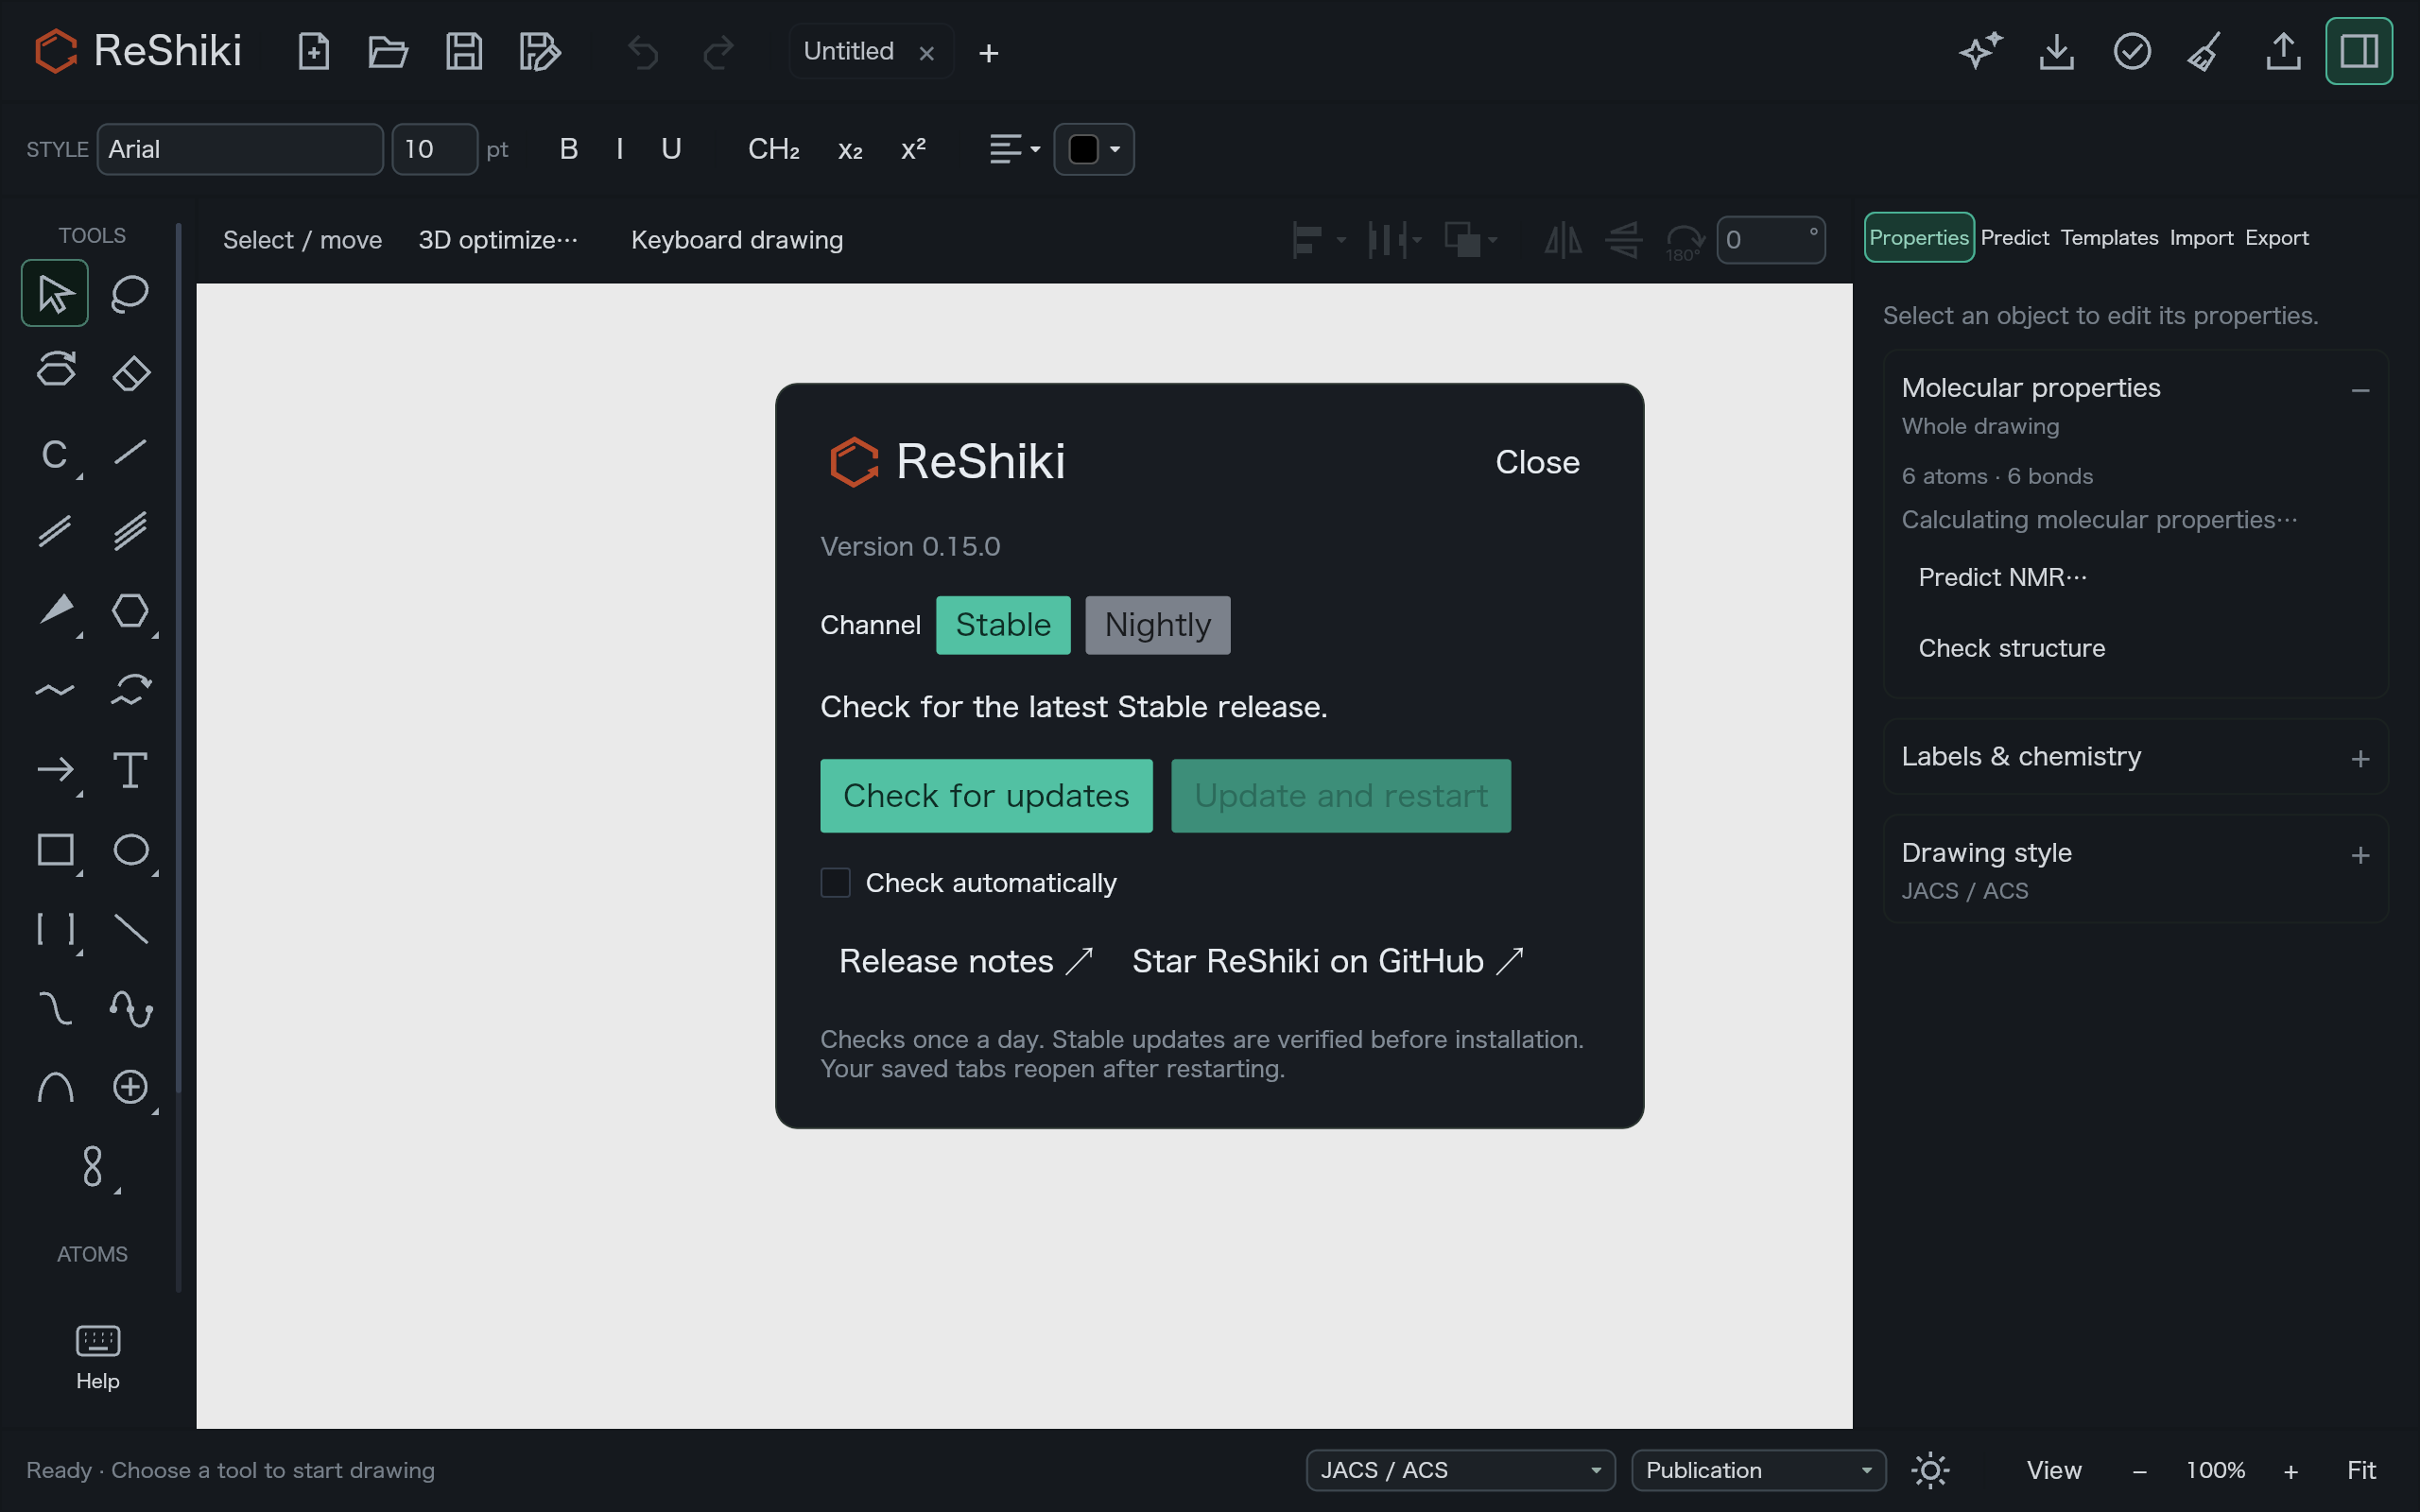 ReShiki
Untitled × +
STYLE Arial 10 pt B I U CH₂ x₂ x²
TOOLS
Select / move 3D optimize… Keyboard drawing
180° 0 °
Properties Predict Templates Import Export
Select an object to edit its properties.
Molecular properties −
Whole drawing
6 atoms · 6 bonds
Calculating molecular properties…
Predict NMR…
Check structure
Labels & chemistry +
Drawing style +
JACS / ACS
C
T
ATOMS
Help
ReShiki Close
Version 0.15.0
Channel Stable Nightly
Check for the latest Stable release.
Check for updates Update and restart
Check automatically
Release notes ↗ Star ReShiki on GitHub ↗
Checks once a day. Stable updates are verified before installation.
Your saved tabs reopen after restarting.
Ready · Choose a tool to start drawing
JACS / ACS Publication View − 100% + Fit